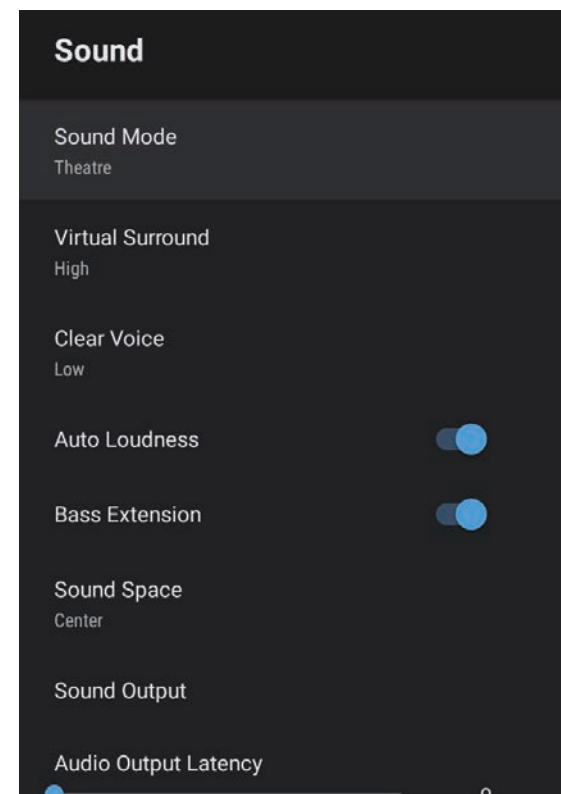 Sound
Sound Mode
Theatre
Virtual Surround
High
Clear Voice
Low
Auto Loudness
Bass Extension
Sound Space
Center
Sound Output
Audio Output Latency